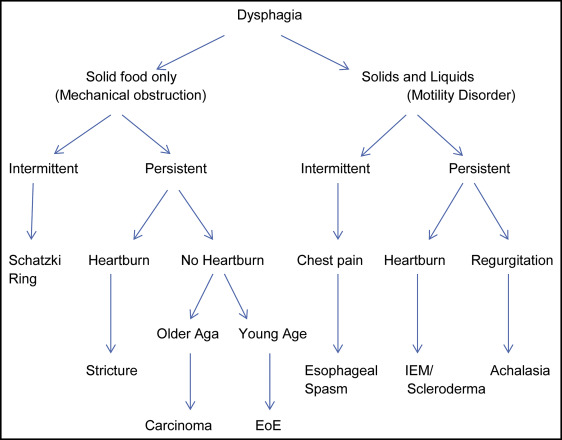 Dysphagia
Solid food only
(Mechanical obstruction)
Solids and Liquids
(Motility Disorder)
Intermittent
Persistent
Intermittent
Persistent
Schatzki
Ring
Heartburn
No Heartburn
Chest pain
Heartburn
Regurgitation
Older Aga
Young Age
Stricture
Esophageal
Spasm
IEM/
Scleroderma
Achalasia
Carcinoma
EoE